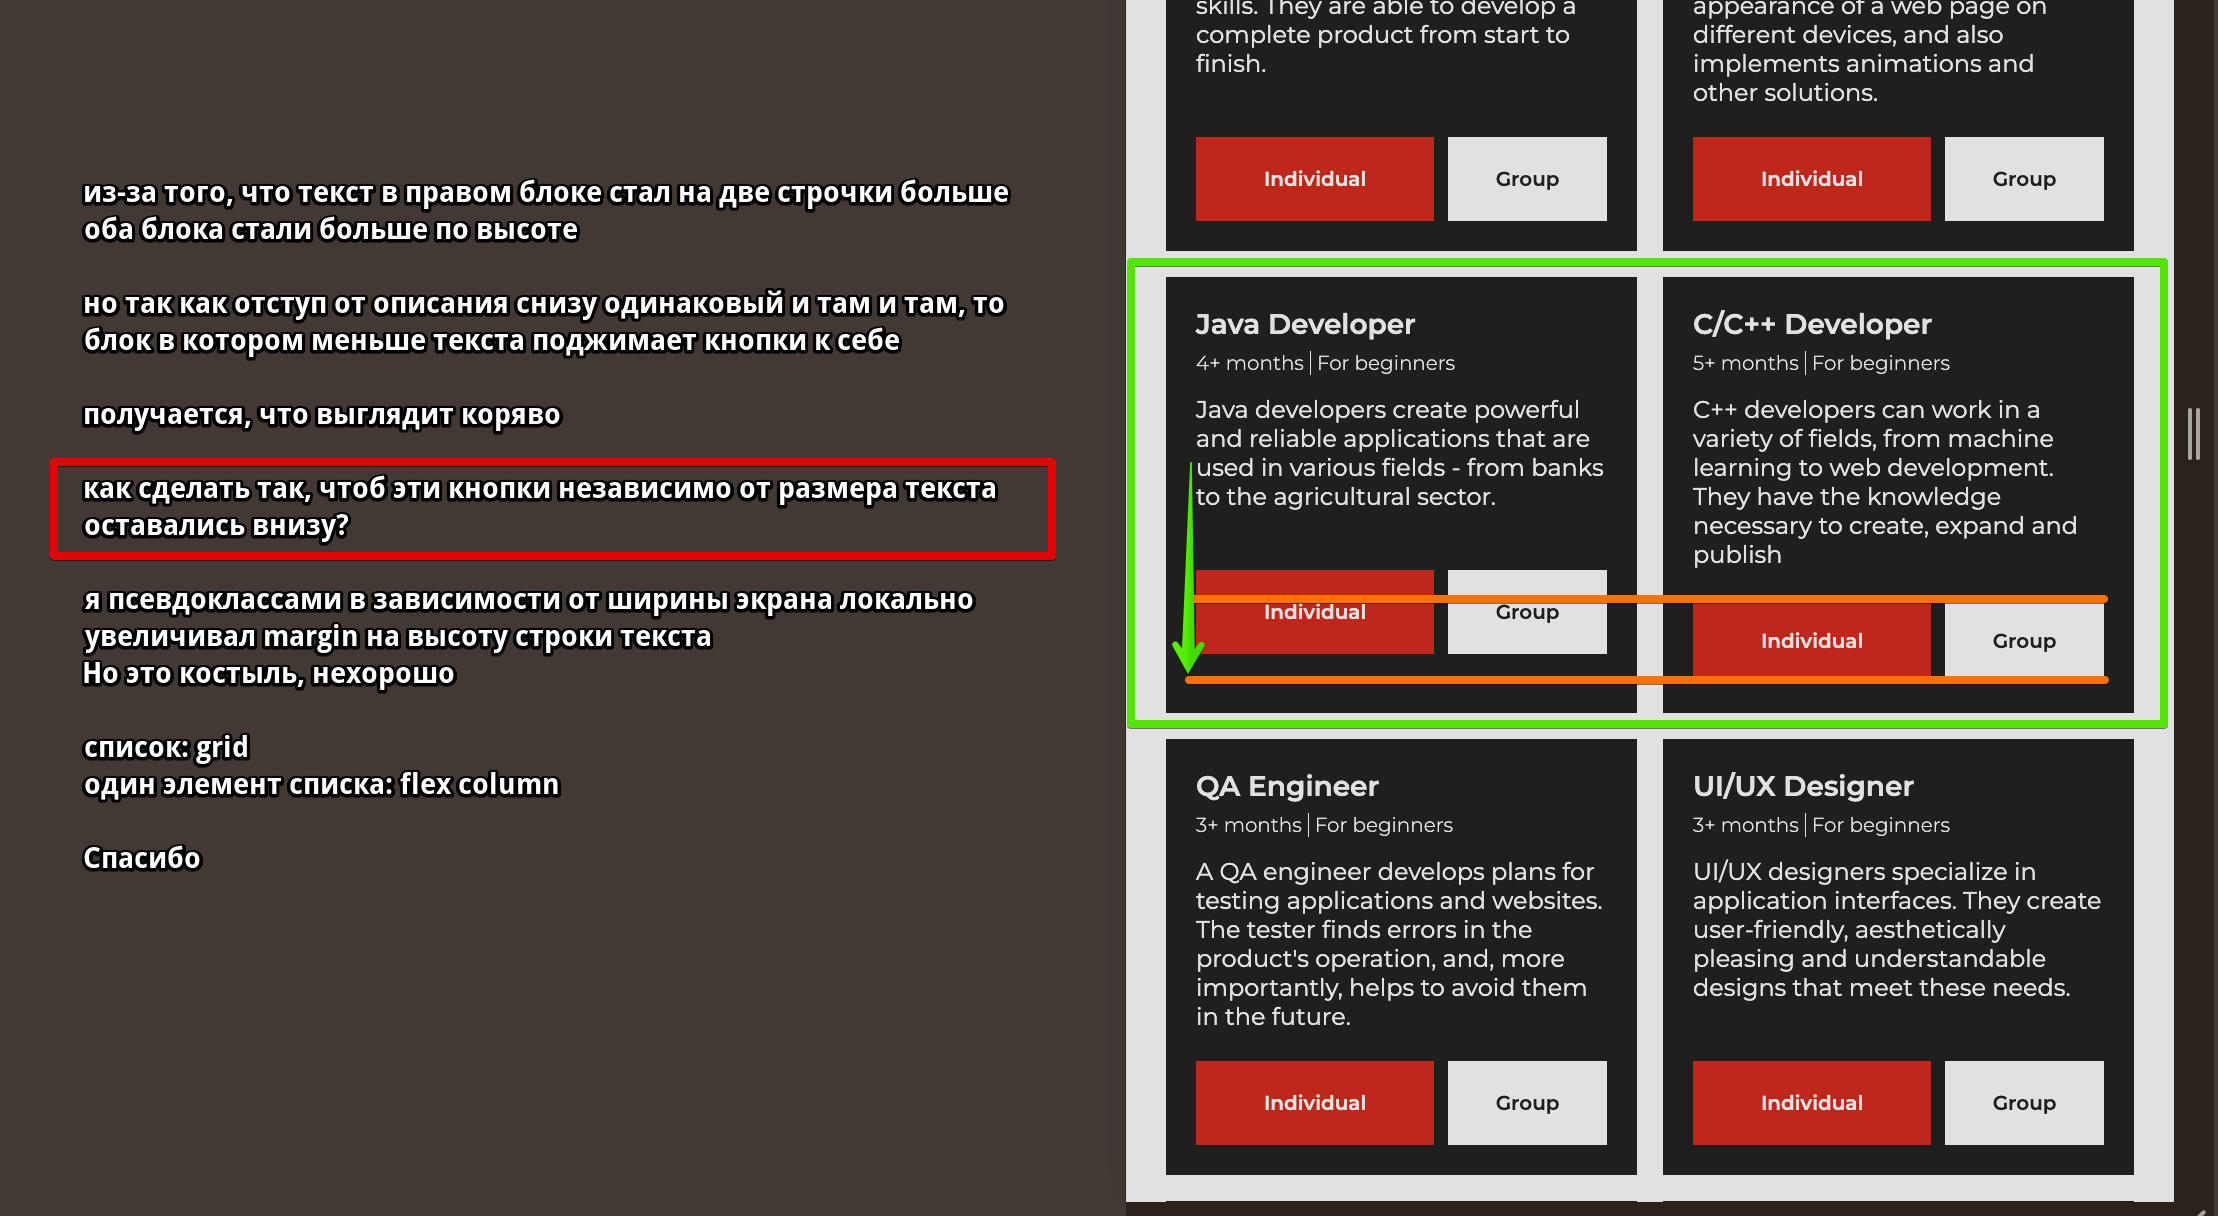 из-за того, что текст в правом блоке стал на две строчки больше
оба блока стали больше по высоте
но так как отступ от описания снизу одинаковый и там и там, то
блок в котором меньше текста поджимает кнопки к себе
получается, что выглядит коряво
как сделать так, чтоб эти кнопки независимо от размера текста
оставались внизу?
я псевдоклассами в зависимости от ширины экрана локально
увеличивал margin на высоту строки текста
Но это костыль, нехорошо
список: grid
один элемент списка: flex column
Спасибо
skills. They are able to develop a
complete product from start to
finish.
Individual
Group
appearance of a web page on
different devices, and also
implements animations and
other solutions.
Individual
Group
Java Developer
4+ months
For beginners
Java developers create powerful
and reliable applications that are
used in various fields - from banks
to the agricultural sector.
Individual
Group
C/C++ Developer
5+ months
For beginners
C++ developers can work in a
variety of fields, from machine
learning to web development.
They have the knowledge
necessary to create, expand and
publish
Individual
Group
QA Engineer
3+ months
For beginners
A QA engineer develops plans for
testing applications and websites.
The tester finds errors in the
product's operation, and, more
importantly, helps to avoid them
in the future.
Individual
Group
UI/UX Designer
3+ months
For beginners
UI/UX designers specialize in
application interfaces. They create
user-friendly, aesthetically
pleasing and understandable
designs that meet these needs.
Individual
Group